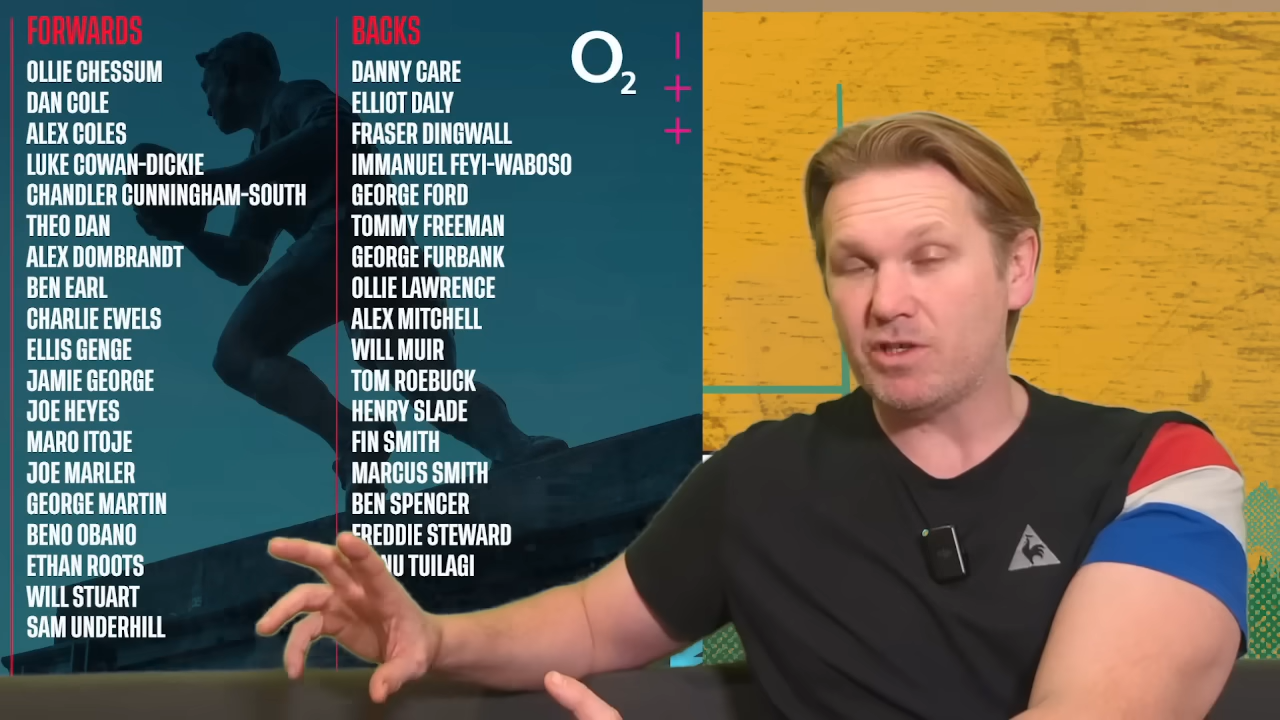 FORWARDS
OLLIE CHESSUM
DAN COLE
ALEX COLES
LUKE COWAN-DICKIE
CHANDLER CUNNINGHAM-SOUTH
THEO DAN
ALEX DOMBRANDT
BEN EARL
CHARLIE EWELS
ELLIS GENGE
JAMIE GEORGE
JOE HEYES
MARO ITOJE
JOE MARLER
GEORGE MARTIN
BENO OBANO
ETHAN ROOTS
WILL STUART
SAM UNDERHILL
BACKS
DANNY CARE
ELLIOT DALY
FRASER DINGWALL
IMMANUEL FEYI-WABOSO
GEORGE FORD
TOMMY FREEMAN
GEORGE FURBANK
OLLIE LAWRENCE
ALEX MITCHELL
WILL MUIR
TOM ROEBUCK
HENRY SLADE
FIN SMITH
MARCUS SMITH
BEN SPENCER
FREDDIE STEWARD
TUILAGI
O2